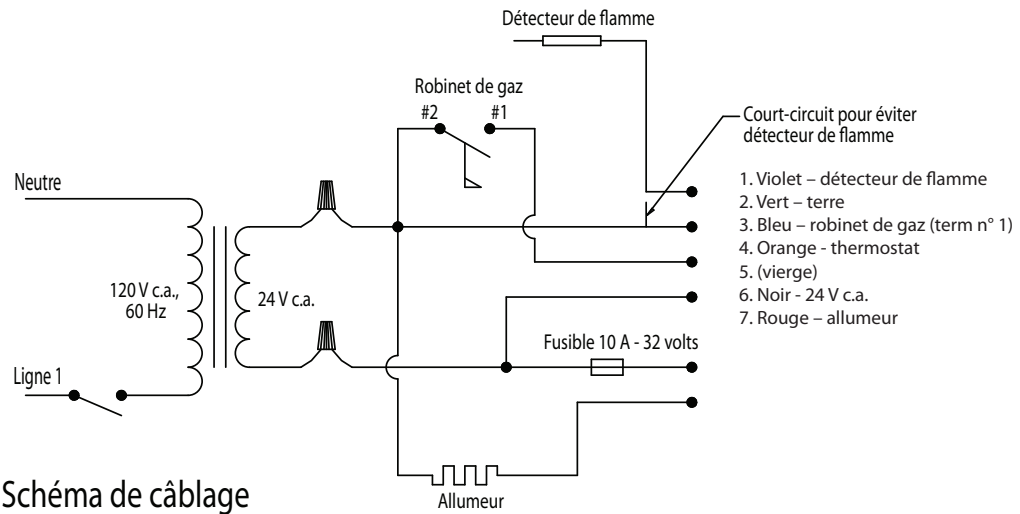 Détecteur de flamme
Robinet de gaz
#2 #1
Court-circuit pour éviter
détecteur de flamme
Neutre
1. Violet – détecteur de flamme
2. Vert – terre
3. Bleu – robinet de gaz (term n° 1)
4. Orange - thermostat
5. (vierge)
6. Noir - 24 V c.a.
7. Rouge – allumeur
120 V c.a.,
60 Hz
24 V c.a.
Fusible 10 A - 32 volts
Ligne 1
Allumeur
Schéma de câblage